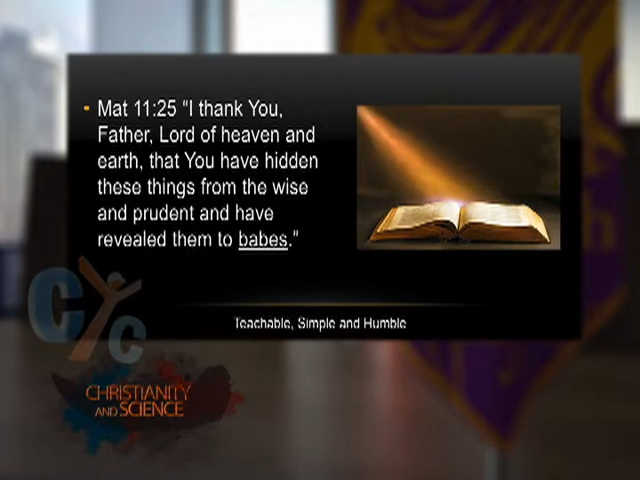 Mat 11:25 “I thank You,
Father, Lord of heaven and
earth, that You have hidden
these things from the wise
and prudent and have
revealed them to babes.”
Teachable, Simple and Humble
CYC
CHRISTIANITY
AND SCIENCE